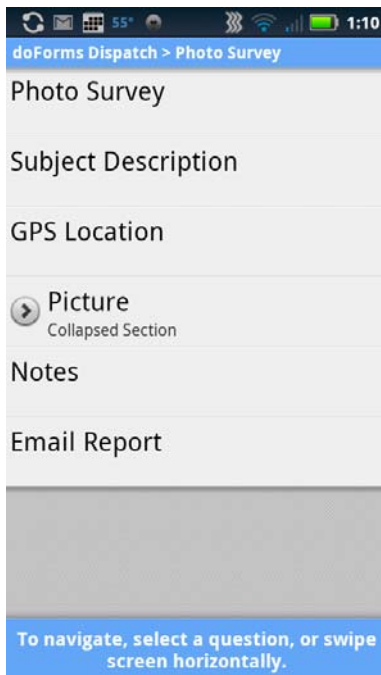 55° 1:10
doForms Dispatch > Photo Survey
Photo Survey
Subject Description
GPS Location
Picture
Collapsed Section
Notes
Email Report
To navigate, select a question, or swipe
screen horizontally.